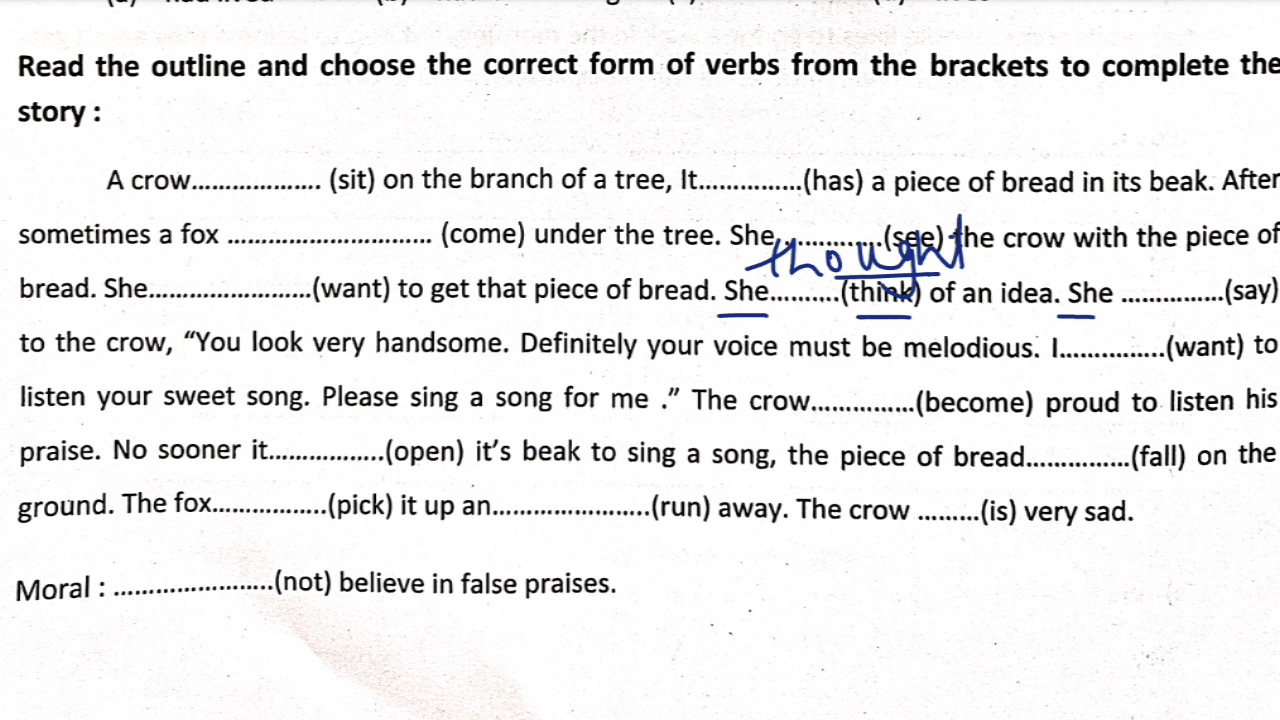 Read the outline and choose the correct form of verbs from the brackets to complete the
story :
A crow................... (sit) on the branch of a tree, It...............(has) a piece of bread in its beak. After
sometimes a fox .............................. (come) under the tree. She...............(see) the crow with the piece of
thought
bread. She........................(want) to get that piece of bread. She..........(think) of an idea. She ...............(say)
to the crow, “You look very handsome. Definitely your voice must be melodious. I...............(want) to
listen your sweet song. Please sing a song for me .” The crow...............(become) proud to listen his
praise. No sooner it.................(open) it’s beak to sing a song, the piece of bread...............(fall) on the
ground. The fox.................(pick) it up an.......................(run) away. The crow .........(is) very sad.
Moral : .......................(not) believe in false praises.